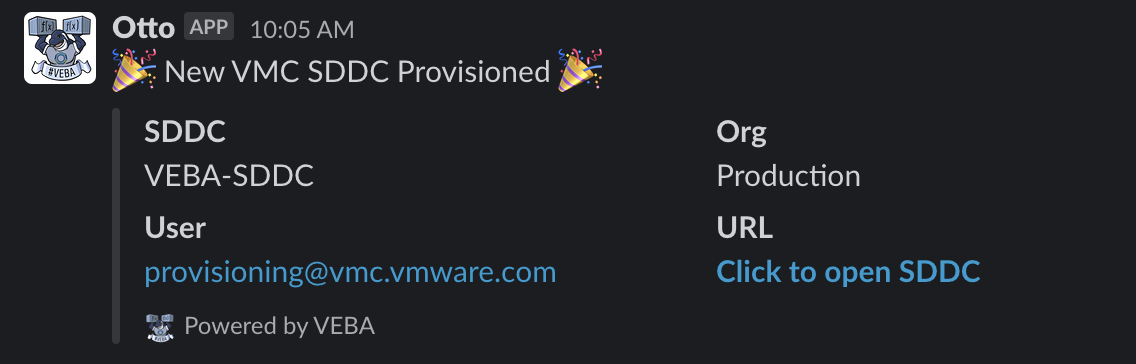 f(x) f(x)
#VEBA
Otto APP 10:05 AM
🎉 New VMC SDDC Provisioned 🎉
SDDC Org
VEBA-SDDC Production
User URL
provisioning@vmc.vmware.com Click to open SDDC
Powered by VEBA